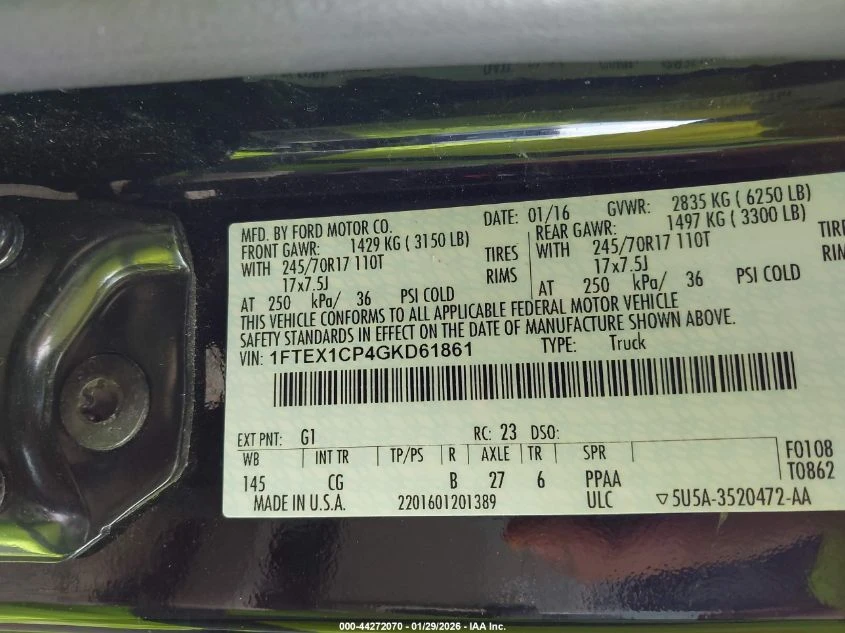 MFD. BY FORD MOTOR CO. DATE: 01/16 GVWR: 2835 KG ( 6250 LB)
FRONT GAWR: 1429 KG ( 3150 LB) REAR GAWR: 1497 KG ( 3300 LB)
WITH 245/70R17 110T TIRES WITH 245/70R17 110T TIRE
17x7.5J RIMS 17x7.5J RIM
AT 250 kPa/ 36 PSI COLD AT 250 kPa/ 36 PSI COLD
THIS VEHICLE CONFORMS TO ALL APPLICABLE FEDERAL MOTOR VEHICLE
SAFETY STANDARDS IN EFFECT ON THE DATE OF MANUFACTURE SHOWN ABOVE.
VIN: 1FTEX1CP4GKD61861 TYPE: Truck
EXT PNT: G1 RC: 23 DSO:
WB INT TR TP/PS R AXLE TR SPR F0108
145 CG B 27 6 PPAA T0862
MADE IN U.S.A. 2201601201389 ULC ▽5U5A-3520472-AA
000-44272070 - 01/29/2026 - IAA Inc.